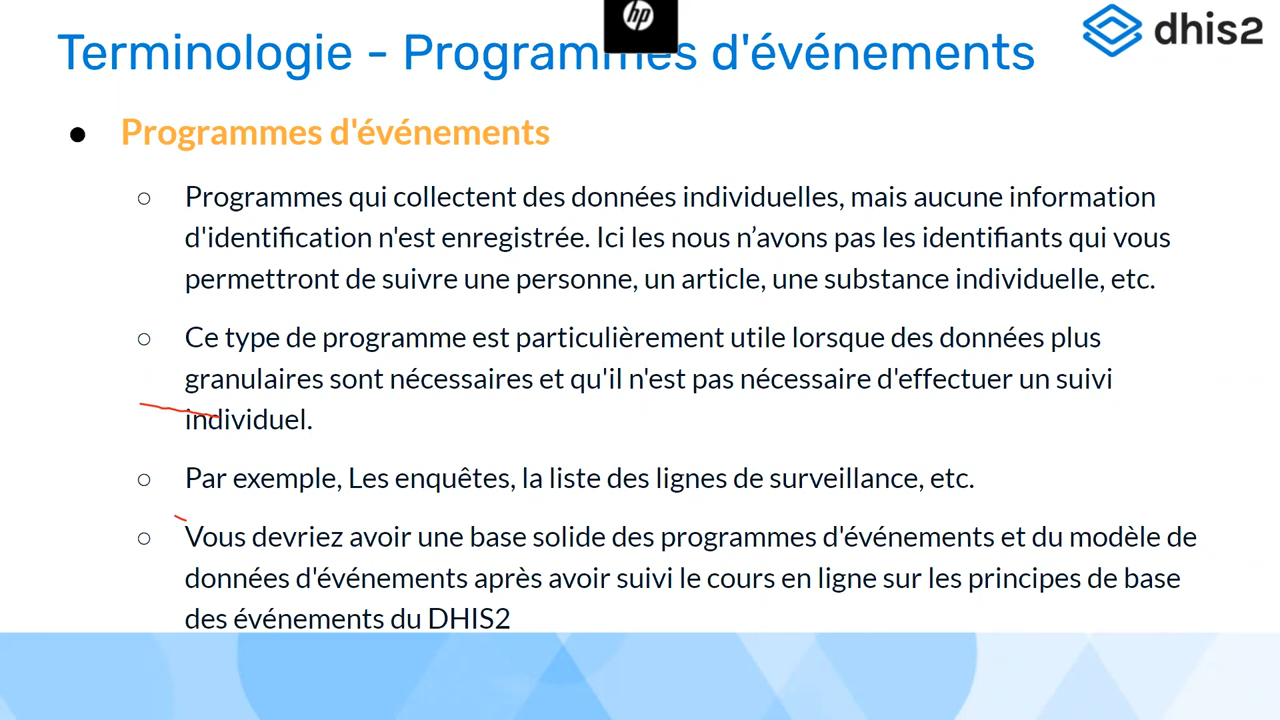 hp
dhis2
Terminologie - Programmes d'événements
● Programmes d'événements
○ Programmes qui collectent des données individuelles, mais aucune information
d'identification n'est enregistrée. Ici les nous n’avons pas les identifiants qui vous
permettront de suivre une personne, un article, une substance individuelle, etc.
○ Ce type de programme est particulièrement utile lorsque des données plus
granulaires sont nécessaires et qu'il n'est pas nécessaire d'effectuer un suivi
individuel.
○ Par exemple, Les enquêtes, la liste des lignes de surveillance, etc.
○ Vous devriez avoir une base solide des programmes d'événements et du modèle de
données d'événements après avoir suivi le cours en ligne sur les principes de base
des événements du DHIS2